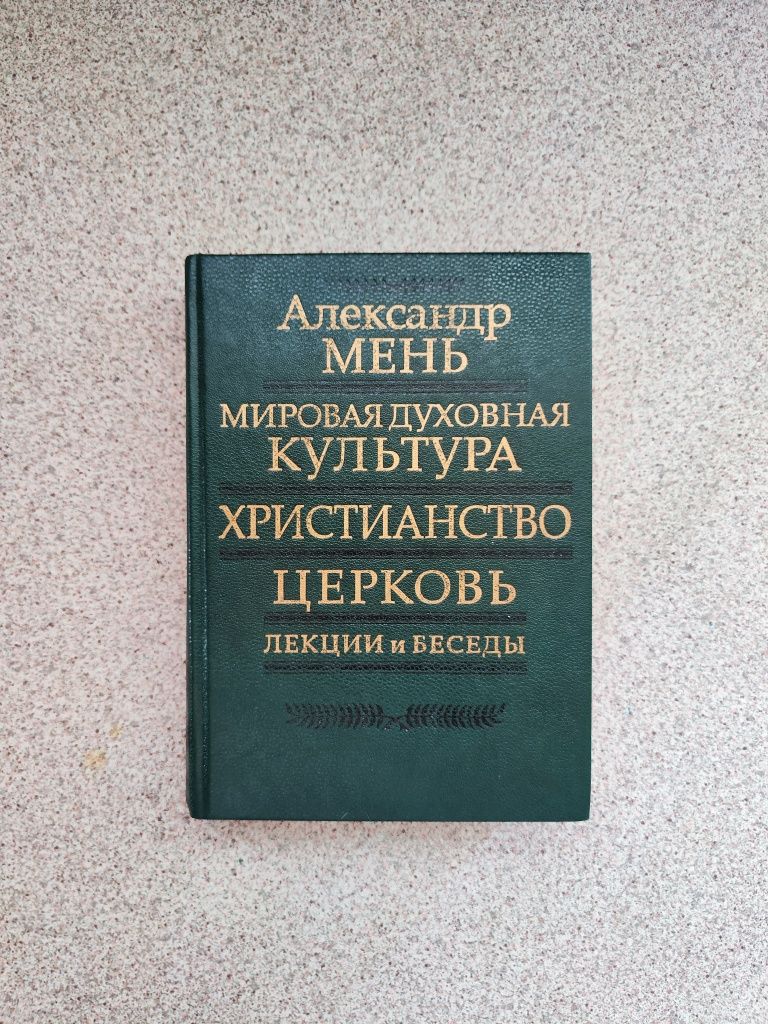 Александр
МЕНЬ
МИРОВАЯ ДУХОВНАЯ
КУЛЬТУРА
ХРИСТИАНСТВО
ЦЕРКОВЬ
ЛЕКЦИИ и БЕСЕДЫ